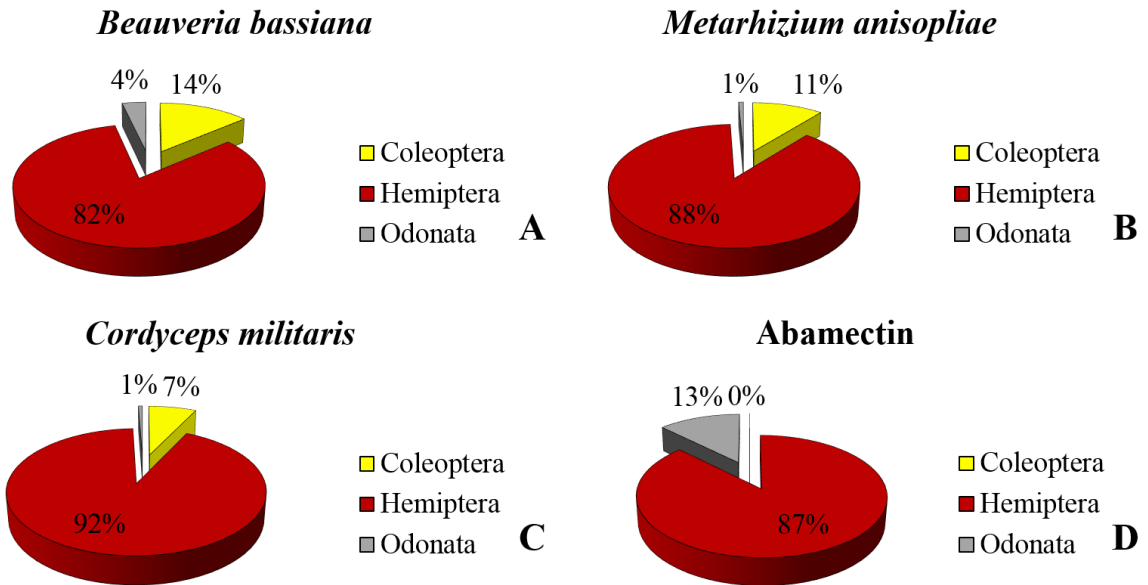 Beauveria bassiana
4% 14%
82%
Coleoptera
Hemiptera
Odonata
A
Metarhizium anisopliae
1% 11%
88%
Coleoptera
Hemiptera
Odonata
B
Cordyceps militaris
1% 7%
92%
Coleoptera
Hemiptera
Odonata
C
Abamectin
13% 0%
87%
Coleoptera
Hemiptera
Odonata
D